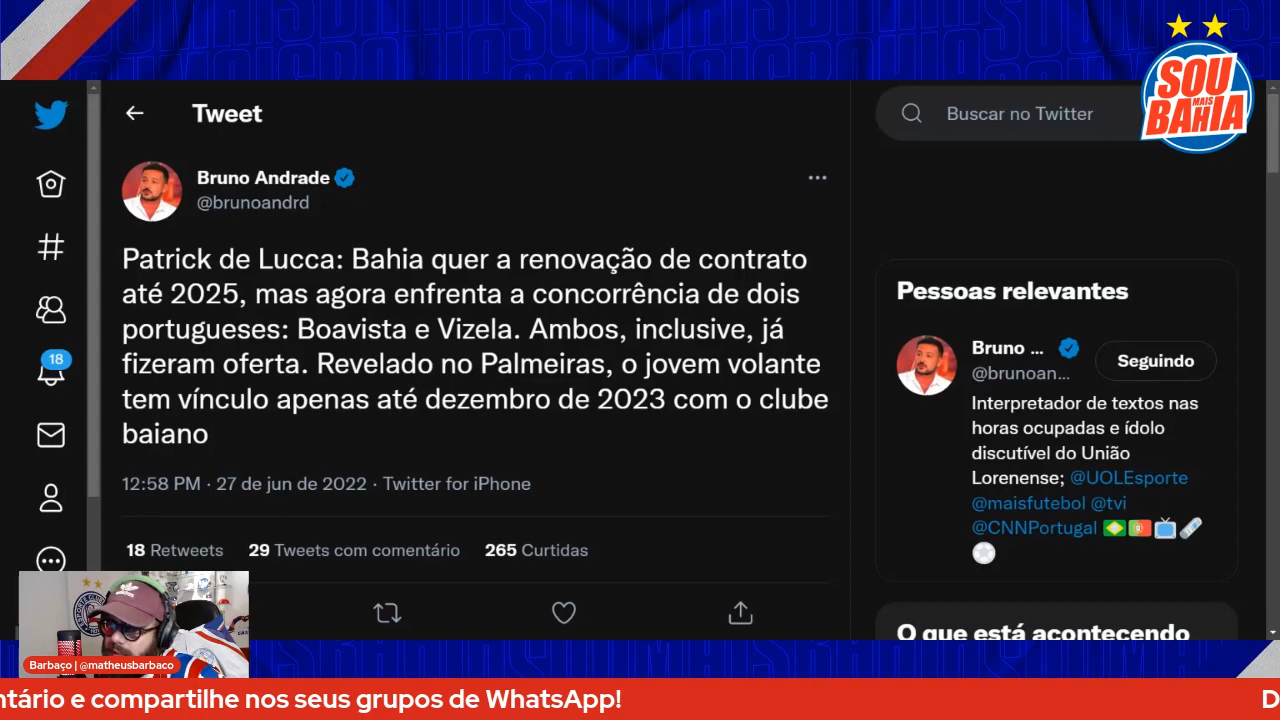 SOU
MAIS
BAHIA
Tweet
Buscar no Twitter
Bruno Andrade
@brunoandrd
Patrick de Lucca: Bahia quer a renovação de contrato
até 2025, mas agora enfrenta a concorrência de dois
portugueses: Boavista e Vizela. Ambos, inclusive, já
fizeram oferta. Revelado no Palmeiras, o jovem volante
tem vínculo apenas até dezembro de 2023 com o clube
baiano
12:58 PM · 27 de jun de 2022 · Twitter for iPhone
18 Retweets 29 Tweets com comentário 265 Curtidas
18
Pessoas relevantes
Bruno ...
@brunoan...
Seguindo
Interpretador de textos nas
horas ocupadas e ídolo
discutível do União
Lorenense; @UOLEsporte
@maisfutebol @tvi
@CNNPortugal
O que está acontecendo
Barbaço | @matheusbarbaco
ntário e compartilhe nos seus grupos de WhatsApp! D